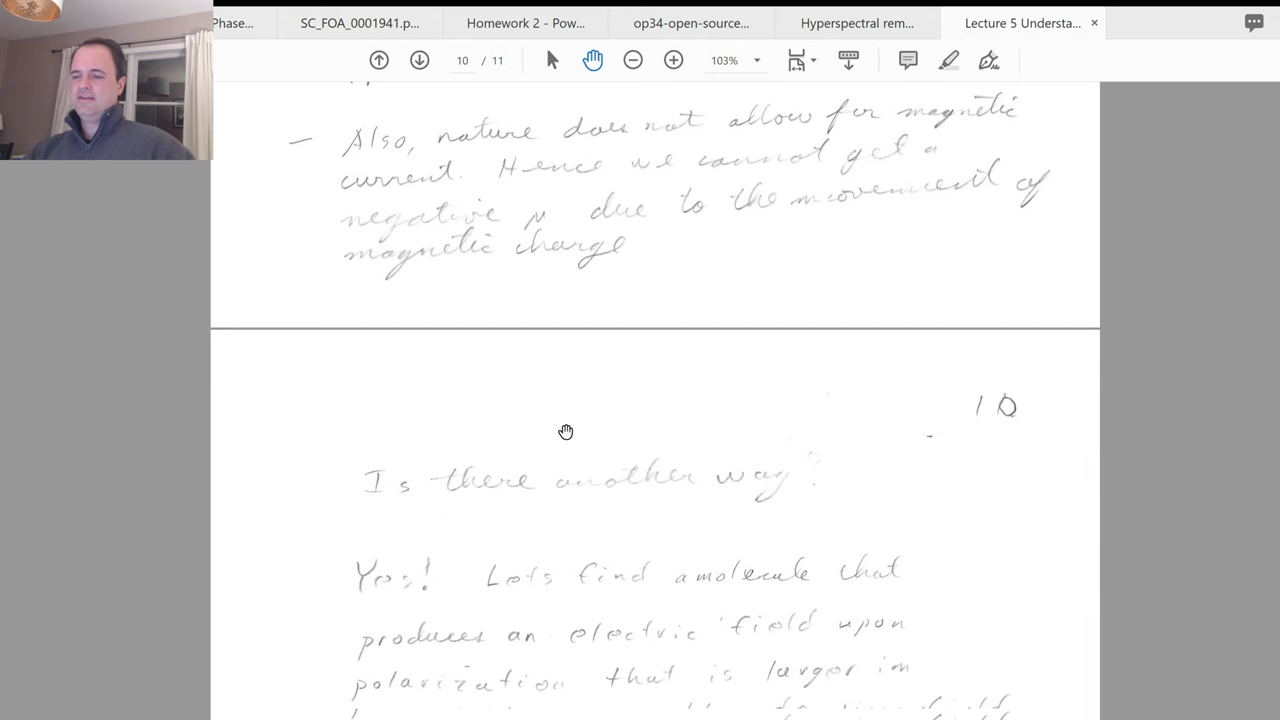 Phase...
SC_FOA_0001941.p...
Homework 2 - Pow...
op34-open-source...
Hyperspectral rem...
Lecture 5 Understa...
10 / 11
103%
— Also, nature does not allow for magnetic
current. Hence we cannot get a
negative μ due to the movement of
magnetic charge
10
Is there another way?
Yes! Lets find a molecule that
produces an electric field upon
polarization that is larger in